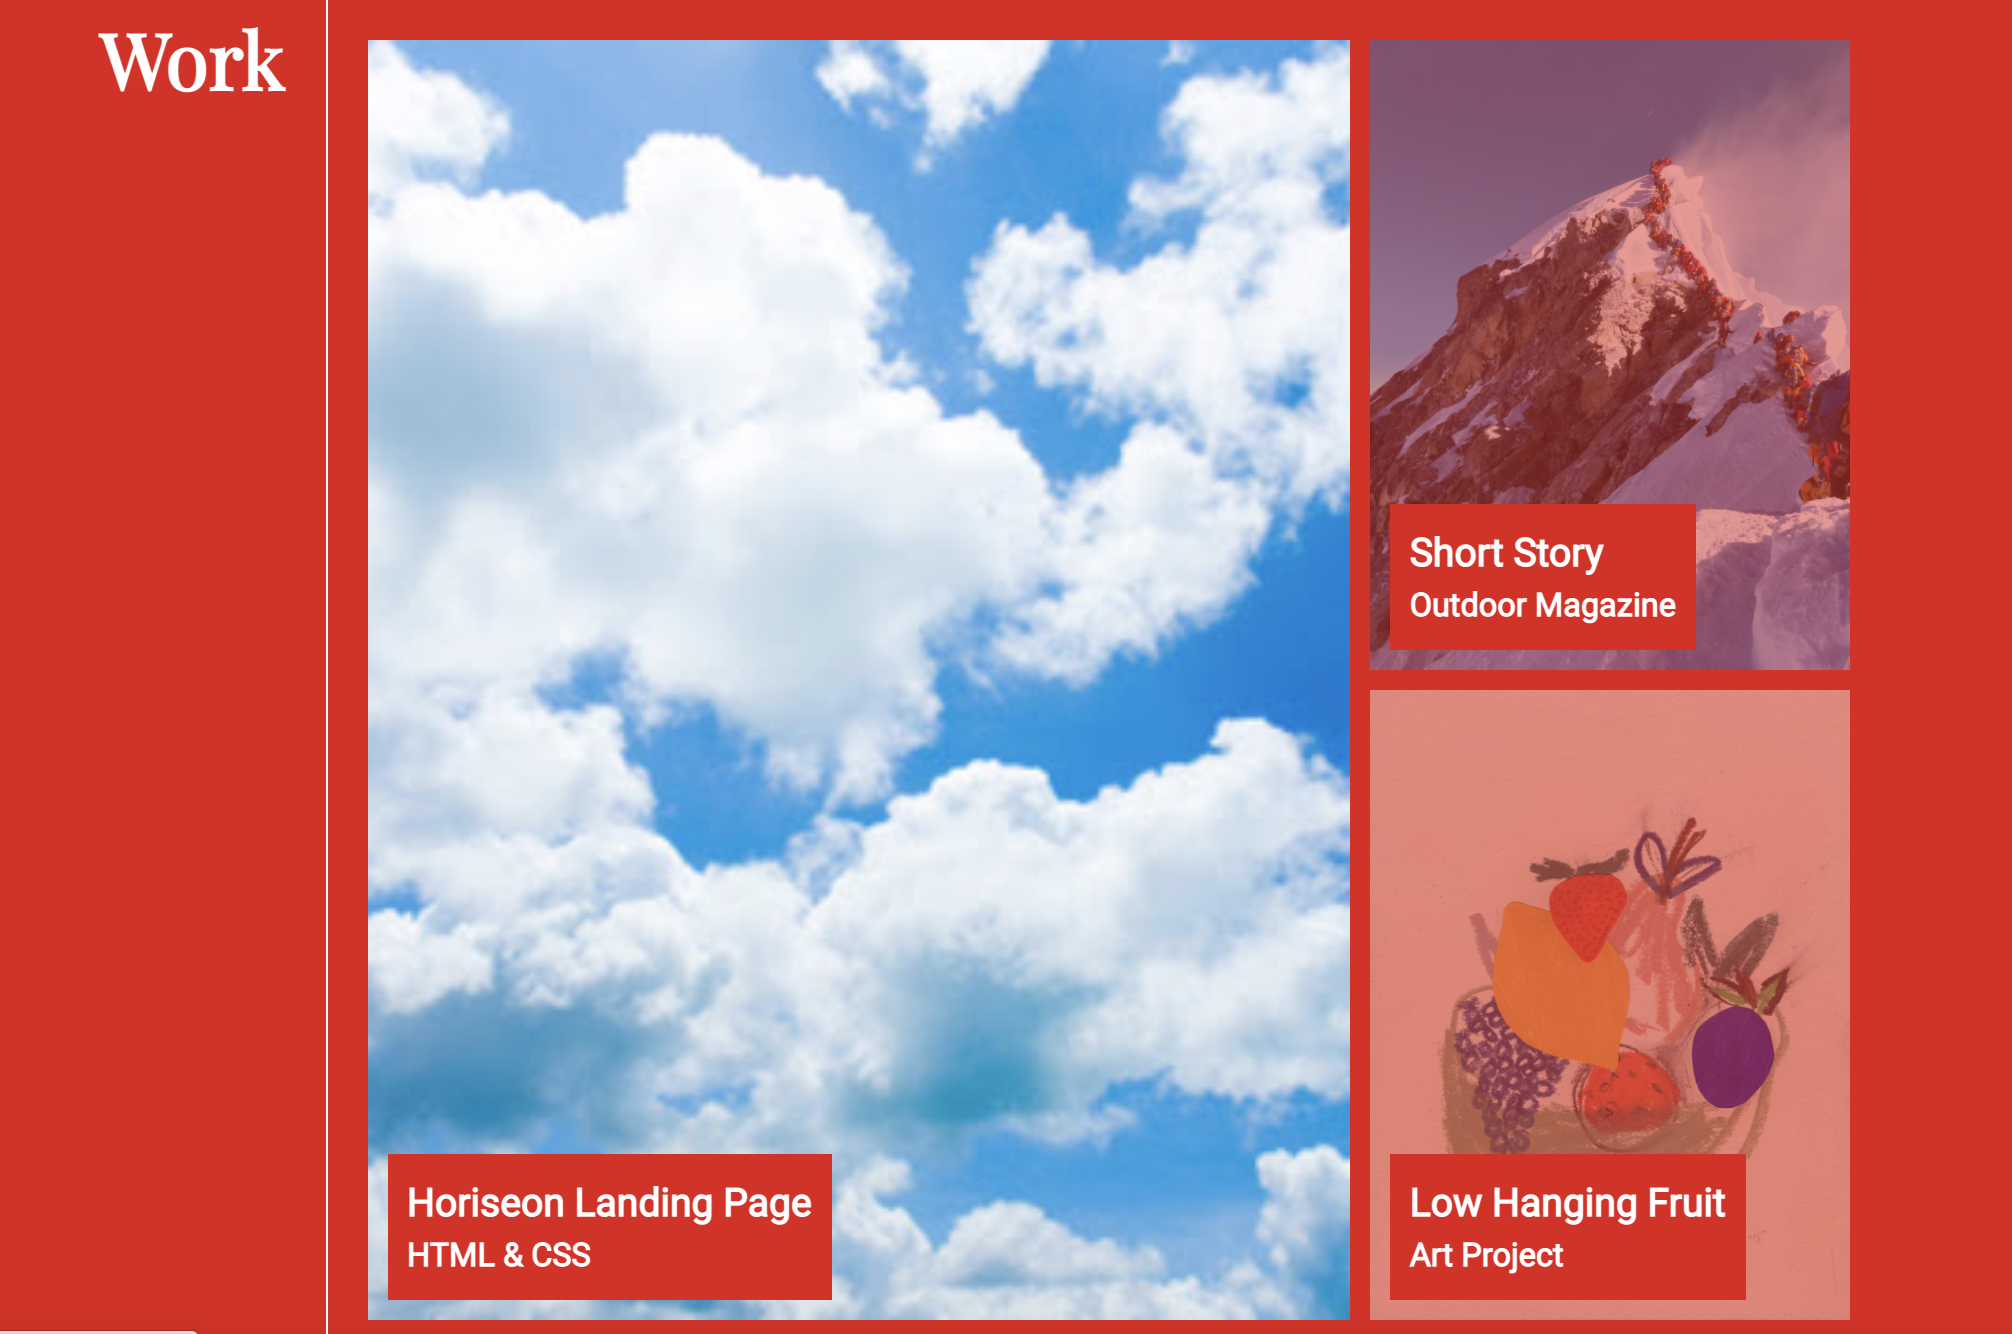 Work
Short Story
Outdoor Magazine
Horiseon Landing Page
HTML & CSS
Low Hanging Fruit
Art Project